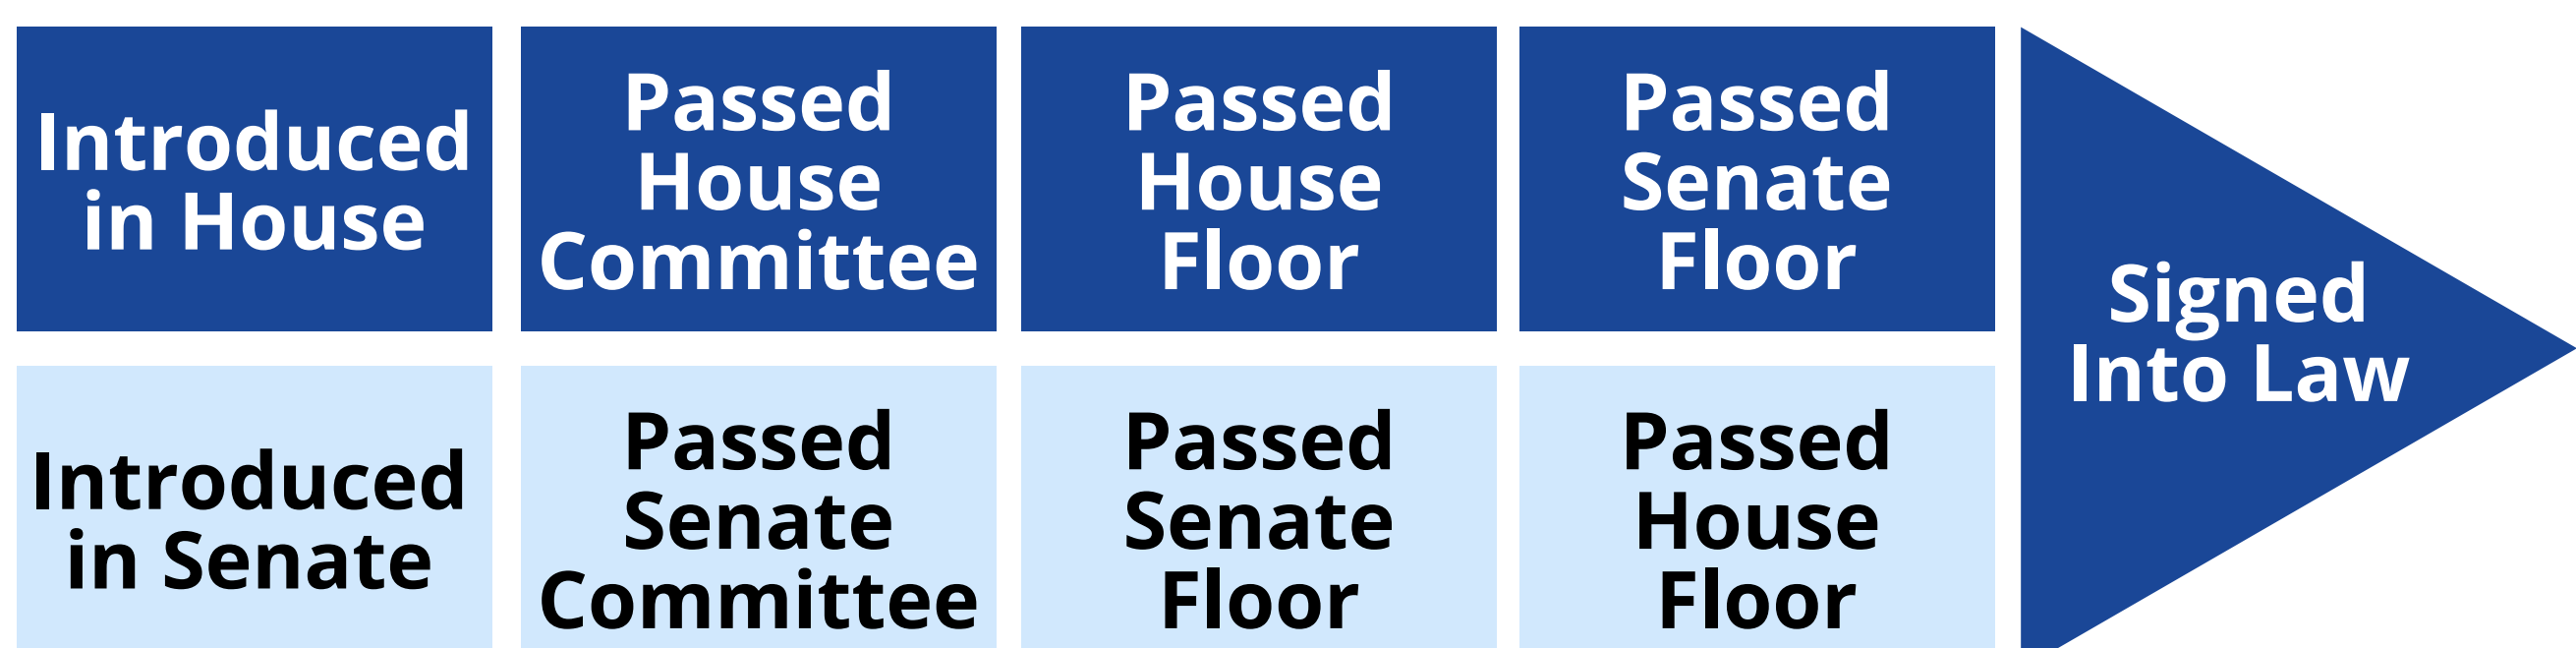 Introduced
in House
Passed
House
Committee
Passed
House
Floor
Passed
Senate
Floor
Signed
Into Law
Introduced
in Senate
Passed
Senate
Committee
Passed
Senate
Floor
Passed
House
Floor